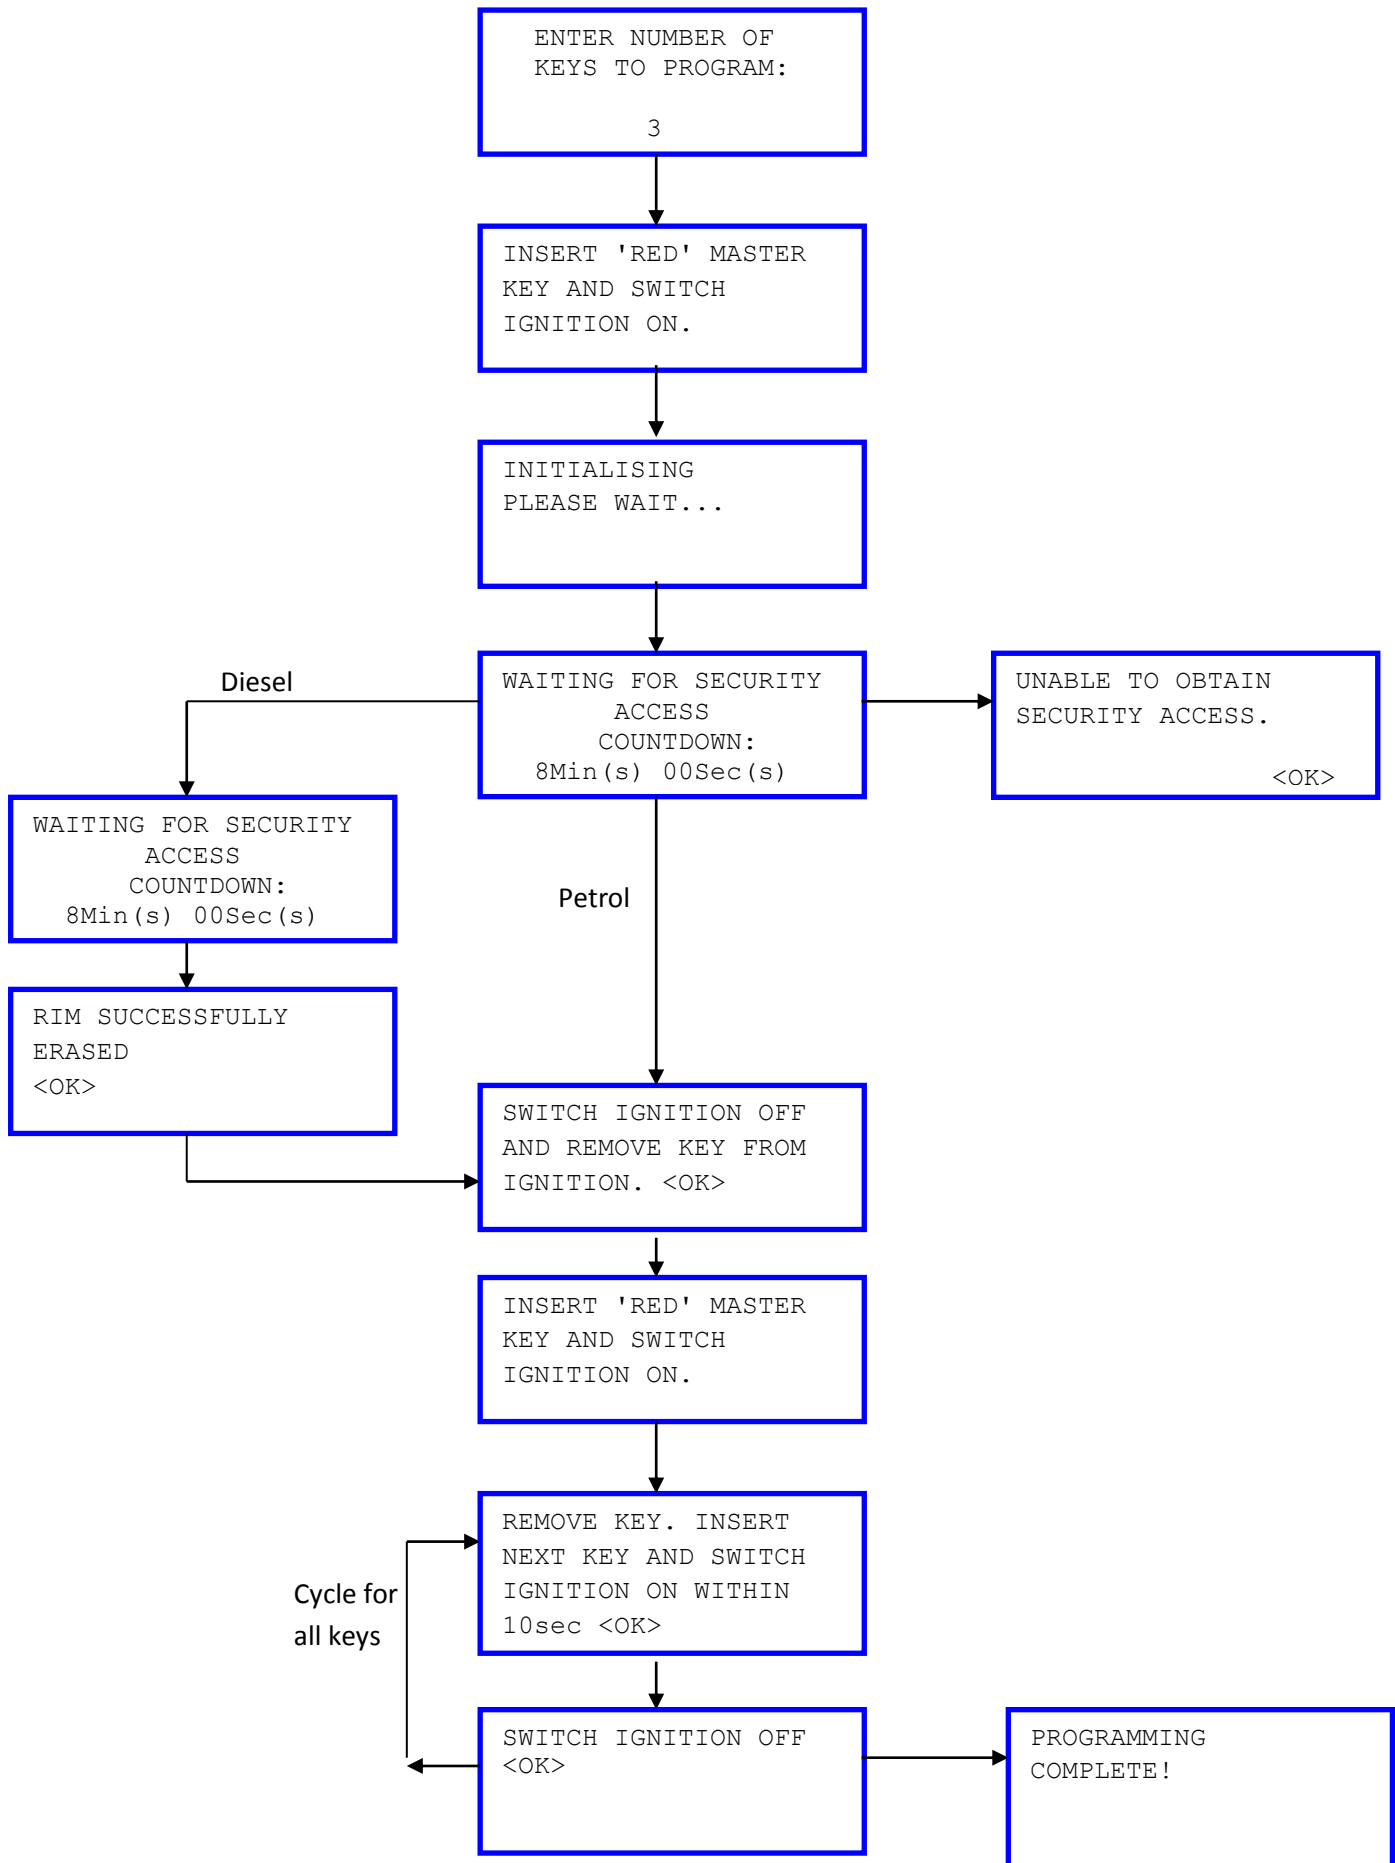 ENTER NUMBER OF
KEYS TO PROGRAM:
3
INSERT 'RED' MASTER
KEY AND SWITCH
IGNITION ON.
INITIALISING
PLEASE WAIT...
Diesel
WAITING FOR SECURITY
ACCESS
COUNTDOWN:
8Min(s) 00Sec(s)
UNABLE TO OBTAIN
SECURITY ACCESS.
<OK>
WAITING FOR SECURITY
ACCESS
COUNTDOWN:
8Min(s) 00Sec(s)
Petrol
RIM SUCCESSFULLY
ERASED
<OK>
SWITCH IGNITION OFF
AND REMOVE KEY FROM
IGNITION. <OK>
INSERT 'RED' MASTER
KEY AND SWITCH
IGNITION ON.
REMOVE KEY. INSERT
NEXT KEY AND SWITCH
IGNITION ON WITHIN
10sec <OK>
Cycle for
all keys
SWITCH IGNITION OFF
<OK>
PROGRAMMING
COMPLETE!